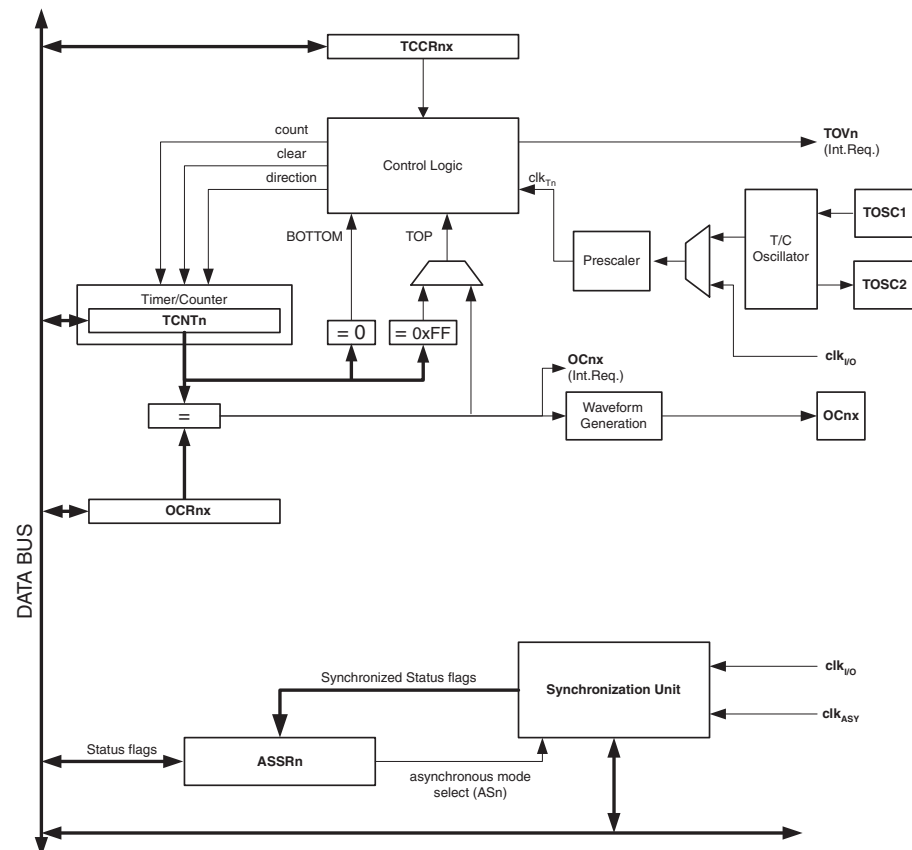 TCCRnx
count
clear
direction
Control Logic
TOVn
(Int.Req.)
clkTn
BOTTOM
TOP
TOSC1
T/C
Oscillator
Prescaler
TOSC2
Timer/Counter
TCNTn
= 0
= 0xFF
clkI/O
OCnx
(Int.Req.)
=
Waveform
Generation
OCnx
OCRnx
DATA BUS
Synchronized Status flags
Synchronization Unit
clkI/O
clkASY
Status flags
ASSRn
asynchronous mode
select (ASn)